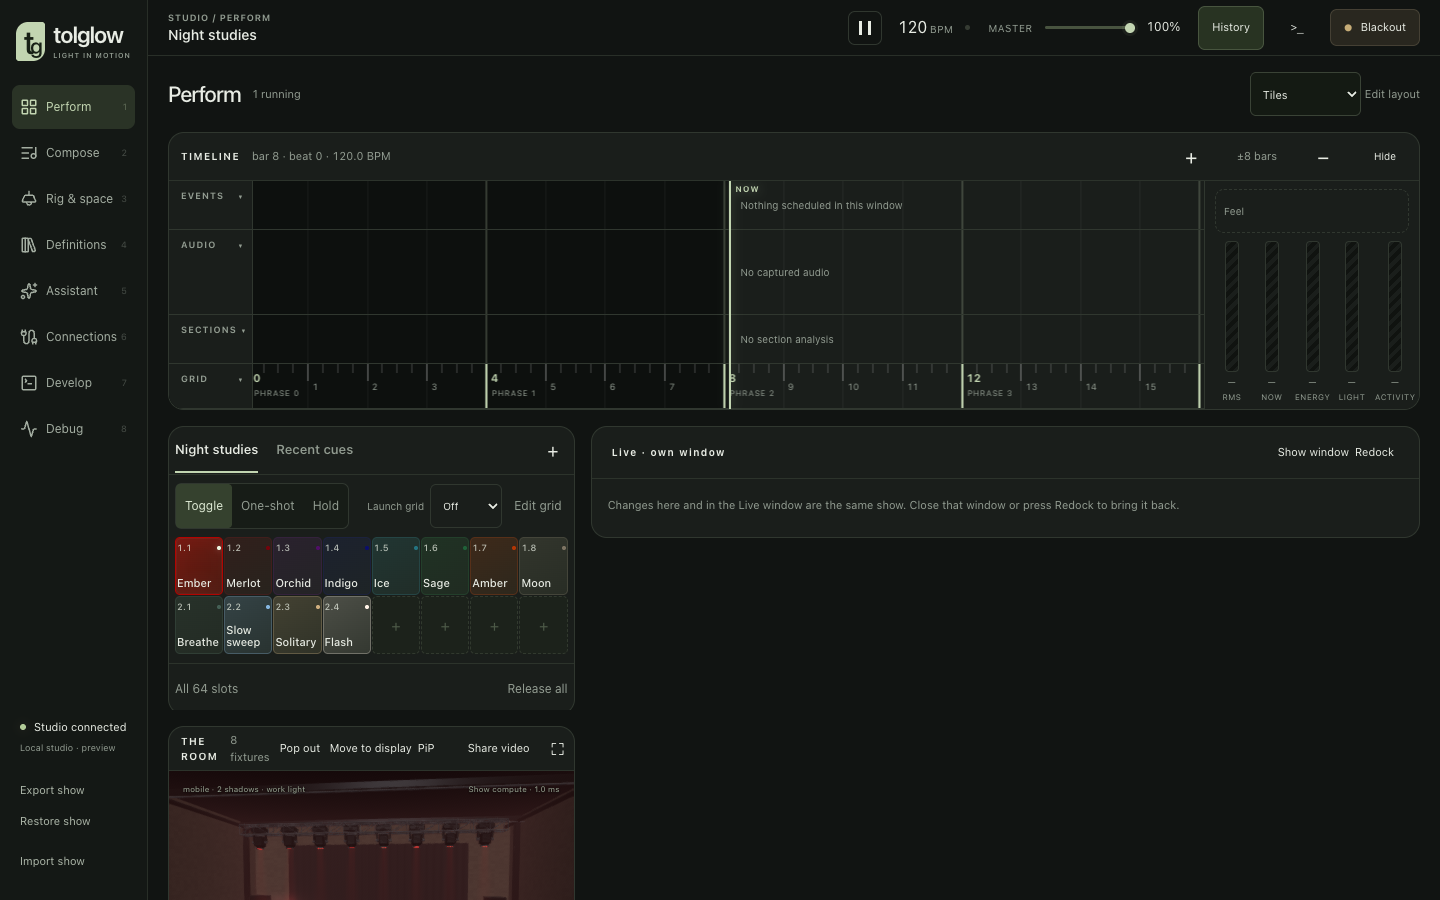 tg tolglow
LIGHT IN MOTION
Perform 1
Compose 2
Rig & space 3
Definitions 4
Assistant 5
Connections 6
Develop 7
Debug 8
Studio connected
Local studio · preview
Export show
Restore show
Import show
STUDIO / PERFORM
Night studies
120 BPM
MASTER
100%
History
>_
Blackout
Perform 1 running
Tiles
Edit layout
TIMELINE bar 8 · beat 0 · 120.0 BPM
+ ±8 bars − Hide
EVENTS
NOW
Nothing scheduled in this window
AUDIO
No captured audio
SECTIONS
No section analysis
GRID
0 1 2 3 4 5 6 7 8 9 10 11 12 13 14 15
PHRASE 0 PHRASE 1 PHRASE 2 PHRASE 3
Feel
— — — — —
RMS NOW ENERGY LIGHT ACTIVITY
Night studies Recent cues +
Toggle One-shot Hold Launch grid Off Edit grid
1.1 1.2 1.3 1.4 1.5 1.6 1.7 1.8
Ember Merlot Orchid Indigo Ice Sage Amber Moon
2.1 2.2 2.3 2.4
Breathe Slow sweep Solitary Flash + + + +
All 64 slots Release all
THE ROOM 8 fixtures Pop out Move to display PiP Share video
mobile · 2 shadows · work light Show compute · 1.0 ms
Live · own window Show window Redock
Changes here and in the Live window are the same show. Close that window or press Redock to bring it back.